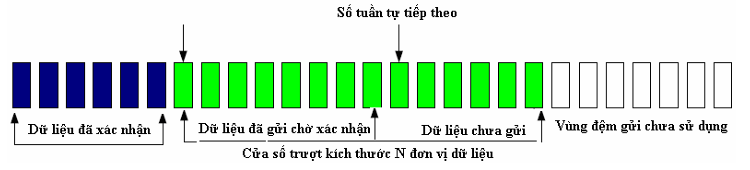 Số tuần tự tiếp theo
Dữ liệu đã xác nhận
Dữ liệu đã gửi chờ xác nhận
Dữ liệu chưa gửi
Vùng đệm gửi chưa sử dụng
Cửa sổ trượt kích thước N đơn vị dữ liệu